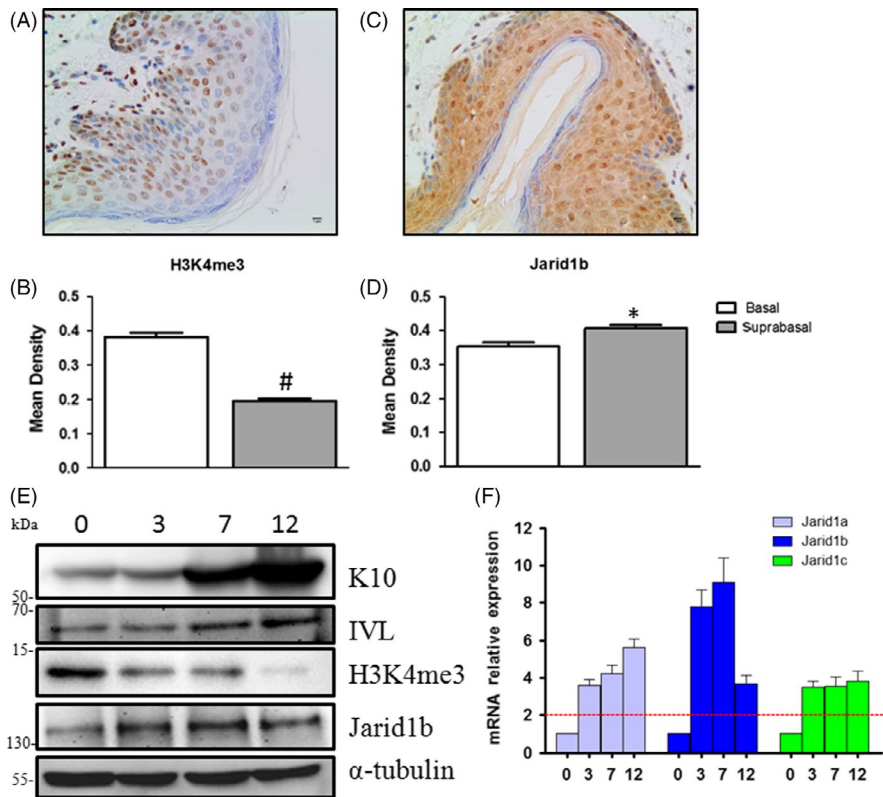 (A)
(C)
H3K4me3
Jarid1b
(B)
0.5
0.4
0.3
0.2
0.1
0.0
Mean Density
#
(D)
0.5
0.4
0.3
0.2
0.1
0.0
Mean Density
*
Basal
Suprabasal
(E)
kDa
0 3 7 12
50-
K10
70-
IVL
15-
H3K4me3
130-
Jarid1b
55-
α-tubulin
(F)
Jarid1a
Jarid1b
Jarid1c
12
10
8
6
4
2
0
mRNA relative expression
0 3 7 12 0 3 7 12 0 3 7 12